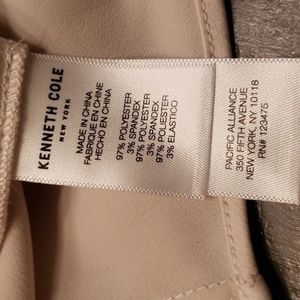 KENNETH COLE
NEW YORK
MADE IN CHINA
FABRIQUE EN CHINE
HECHO EN CHINA
97% POLYESTER
3% SPANDEX
97% POLYESTER
3% SPANDEX
97% POLIESTER
3% ELASTICO
PACIFIC ALLIANCE
350 FIFTH AVENUE
NEW YORK, NY 10118
RN# 123475